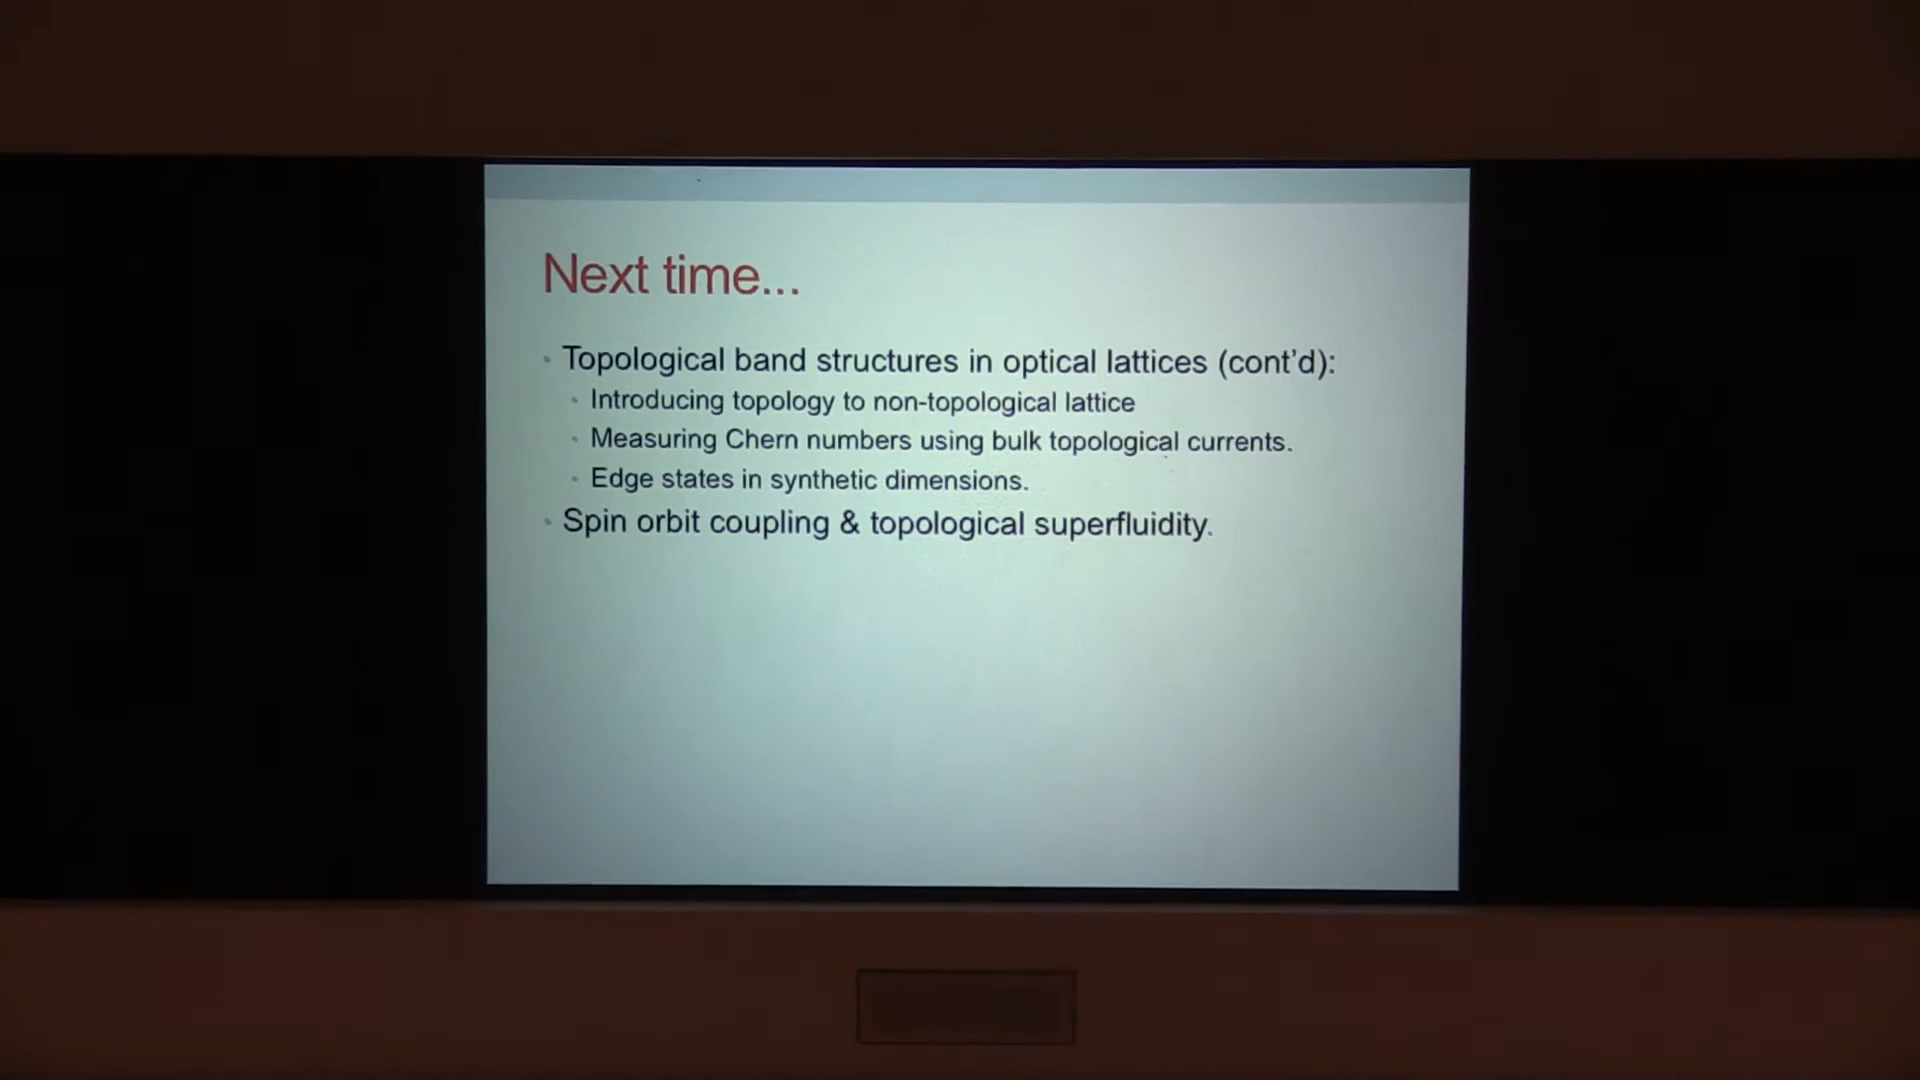 Next time...
Topological band structures in optical lattices (cont'd):
Introducing topology to non-topological lattice
Measuring Chern numbers using bulk topological currents.
Edge states in synthetic dimensions.
Spin orbit coupling & topological superfluidity.